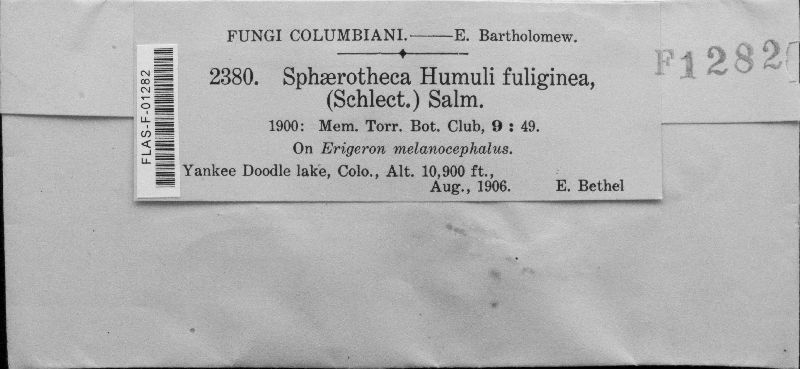 FUNGI COLUMBIANI.——E. Bartholomew.
2380. Sphærotheca Humuli fuliginea,
(Schlect.) Salm.
1900: Mem. Torr. Bot. Club, 9 : 49.
On Erigeron melanocephalus.
Yankee Doodle lake, Colo., Alt. 10,900 ft.,
Aug., 1906. E. Bethel
FLAS-F-01282
F1282